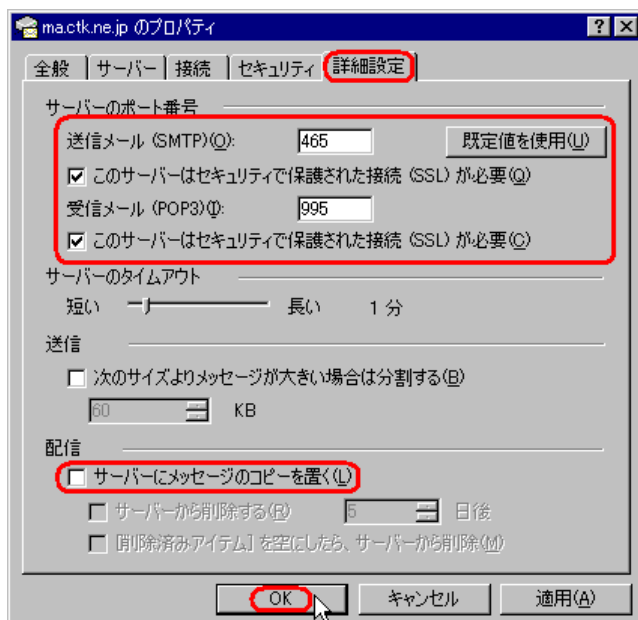 ma.ctk.ne.jp のプロパティ
全般 サーバー 接続 セキュリティ 詳細設定
サーバーのポート番号
送信メール (SMTP)(O): 465 既定値を使用(U)
このサーバーはセキュリティで保護された接続 (SSL) が必要(Q)
受信メール (POP3)(I): 995
このサーバーはセキュリティで保護された接続 (SSL) が必要(C)
サーバーのタイムアウト
短い 長い 1 分
送信
次のサイズよりメッセージが大きい場合は分割する(B)
60 KB
配信
サーバーにメッセージのコピーを置く(L)
サーバーから削除する(R) 5 日後
[削除済みアイテム] を空にしたら、サーバーから削除(M)
OK キャンセル 適用(A)